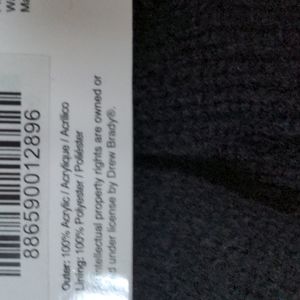 W
Ma
886590012896
Outer: 100% Acrylic / Acrylique / Acrílico
Lining: 100% Polyester / Poliéster
intellectual property rights are owned or
d under license by Drew Brady®.